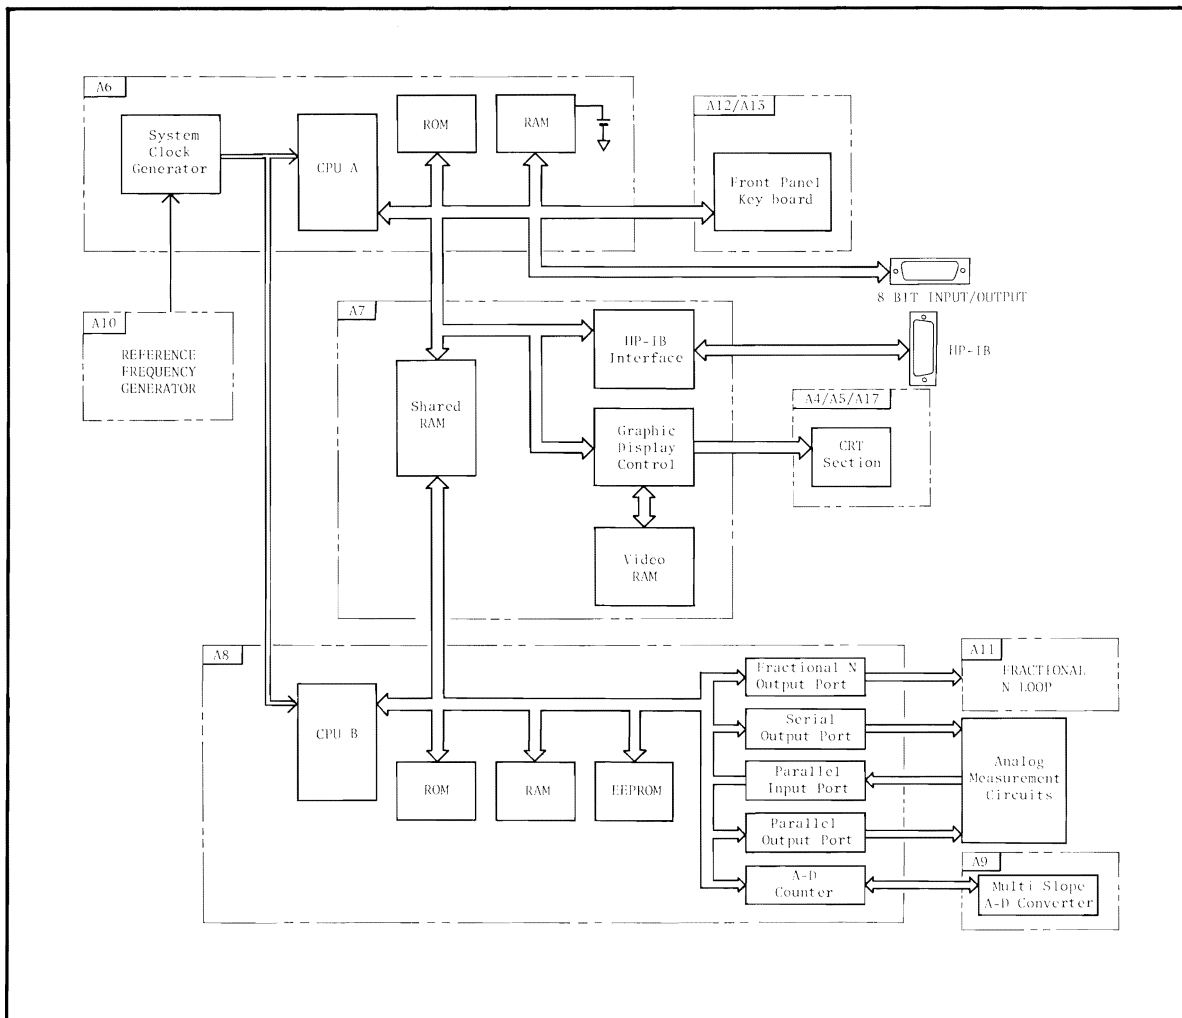 A6
System
Clock
Generator
CPU A
ROM
RAM
A12/A13
Front Panel
Key board
8 BIT INPUT/OUTPUT
A10
REFERENCE
FREQUENCY
GENERATOR
A7
HP-IB
Interface
HP-IB
Shared
RAM
Graphic
Display
Control
A4/A5/A17
CRT
Section
Video
RAM
A8
CPU B
ROM
RAM
EEPROM
Fractional N
Output Port
Serial
Output Port
Parallel
Input Port
Parallel
Output Port
A-D
Counter
A11
FRACTIONAL
N LOOP
Analog
Measurement
Circuits
A9
Multi Slope
A-D Converter